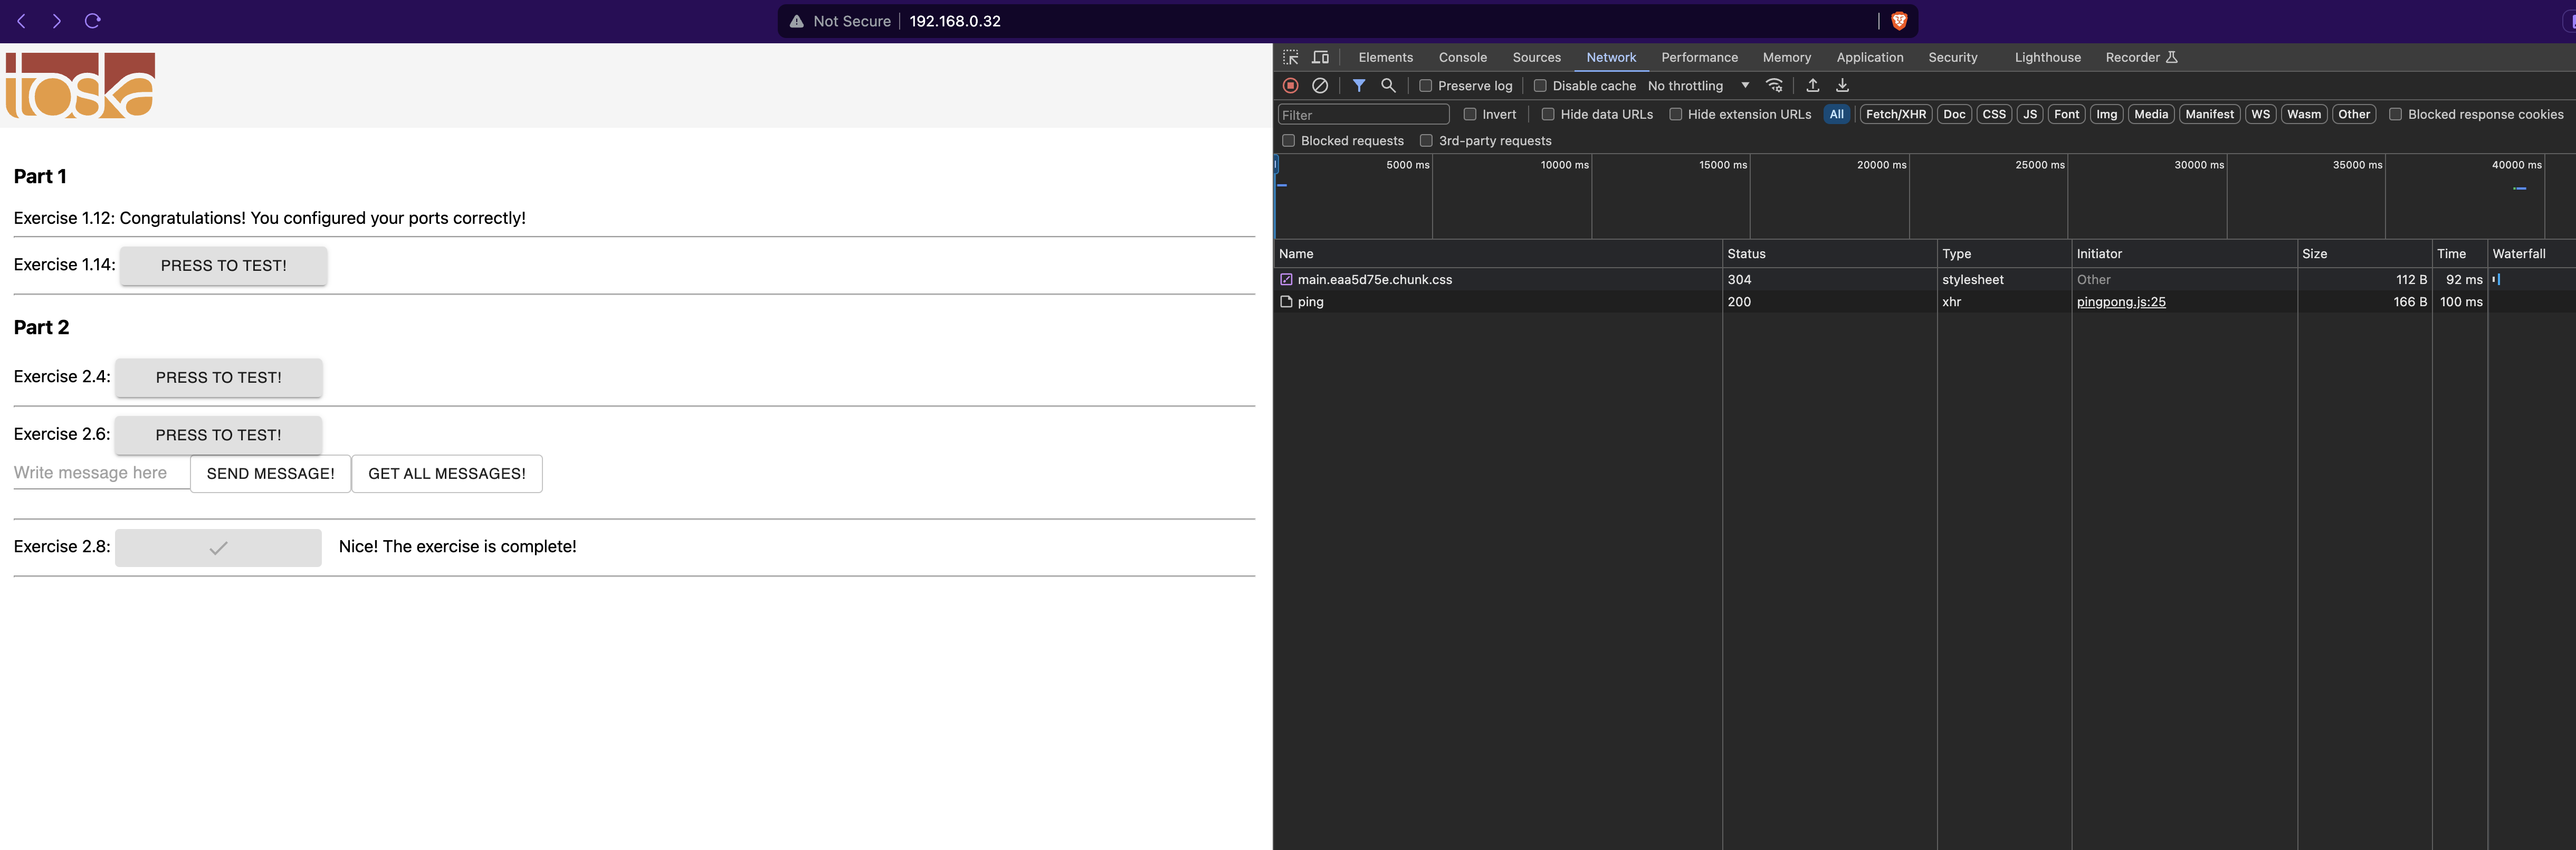 Not Secure 192.168.0.32
toska
Part 1
Exercise 1.12: Congratulations! You configured your ports correctly!
Exercise 1.14: PRESS TO TEST!
Part 2
Exercise 2.4: PRESS TO TEST!
Exercise 2.6: PRESS TO TEST!
Write message here SEND MESSAGE! GET ALL MESSAGES!
Exercise 2.8: Nice! The exercise is complete!
Elements Console Sources Network Performance Memory Application Security Lighthouse Recorder
Preserve log Disable cache No throttling
Filter Invert Hide data URLs Hide extension URLs All Fetch/XHR Doc CSS JS Font Img Media Manifest WS Wasm Other Blocked response cookies
Blocked requests 3rd-party requests
5000 ms 10000 ms 15000 ms 20000 ms 25000 ms 30000 ms 35000 ms 40000 ms
Name Status Type Initiator Size Time Waterfall
main.eaa5d75e.chunk.css 304 stylesheet Other 112 B 92 ms
ping 200 xhr pingpong.js:25 166 B 100 ms